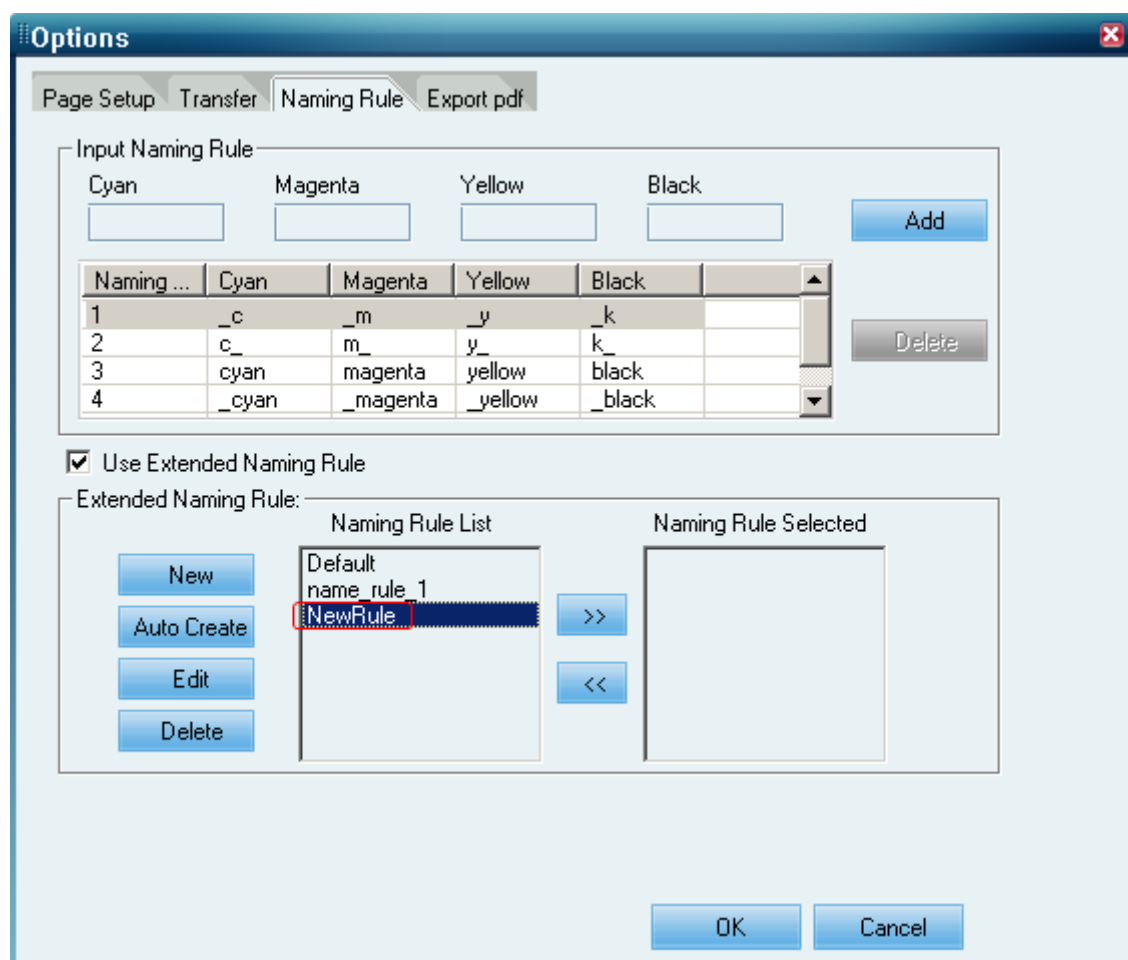 Options
Page Setup Transfer Naming Rule Export pdf
Input Naming Rule
Cyan Magenta Yellow Black
Add
Naming ... Cyan Magenta Yellow Black
1 _c _m _y _k
2 c_ m_ y_ k_
Delete
3 cyan magenta yellow black
4 _cyan _magenta _yellow _black
Use Extended Naming Rule
Extended Naming Rule:
Naming Rule List Naming Rule Selected
New
Default
name_rule_1
NewRule
>>
Auto Create
Edit
<<
Delete
OK Cancel